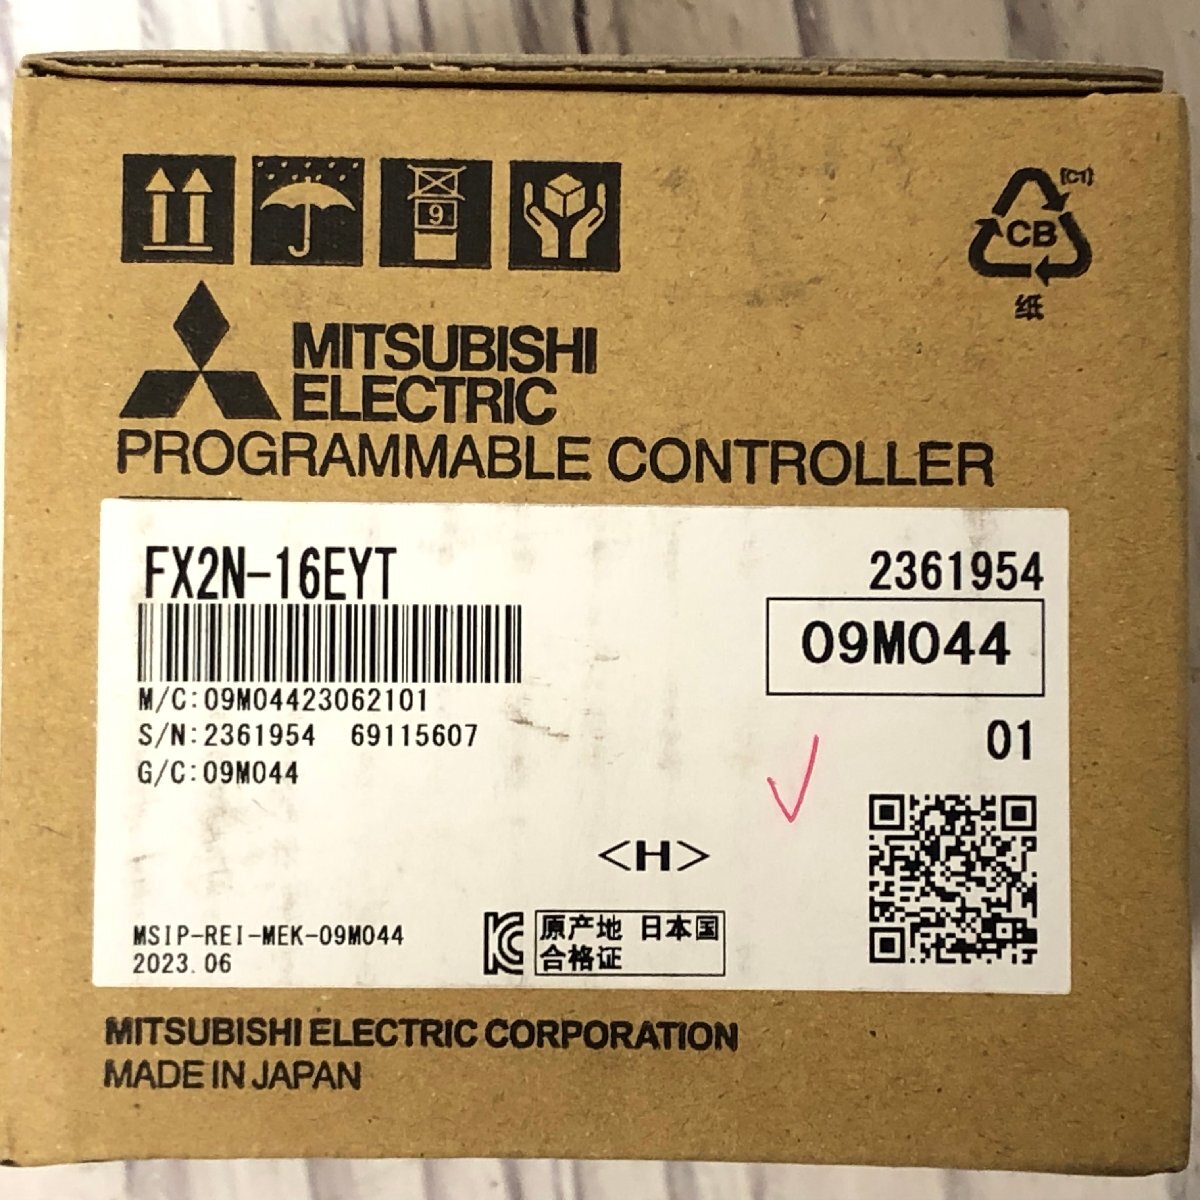 9
[C1]
CB
纸
MITSUBISHI
ELECTRIC
PROGRAMMABLE CONTROLLER
FX2N-16EYT
2361954
09M044
M/C:09M04423062101
S/N:2361954 69115607
01
G/C:09M044
<H>
MSIP-REI-MEK-09M044
2023.06
原产地 日本国
合格证
MITSUBISHI ELECTRIC CORPORATION
MADE IN JAPAN